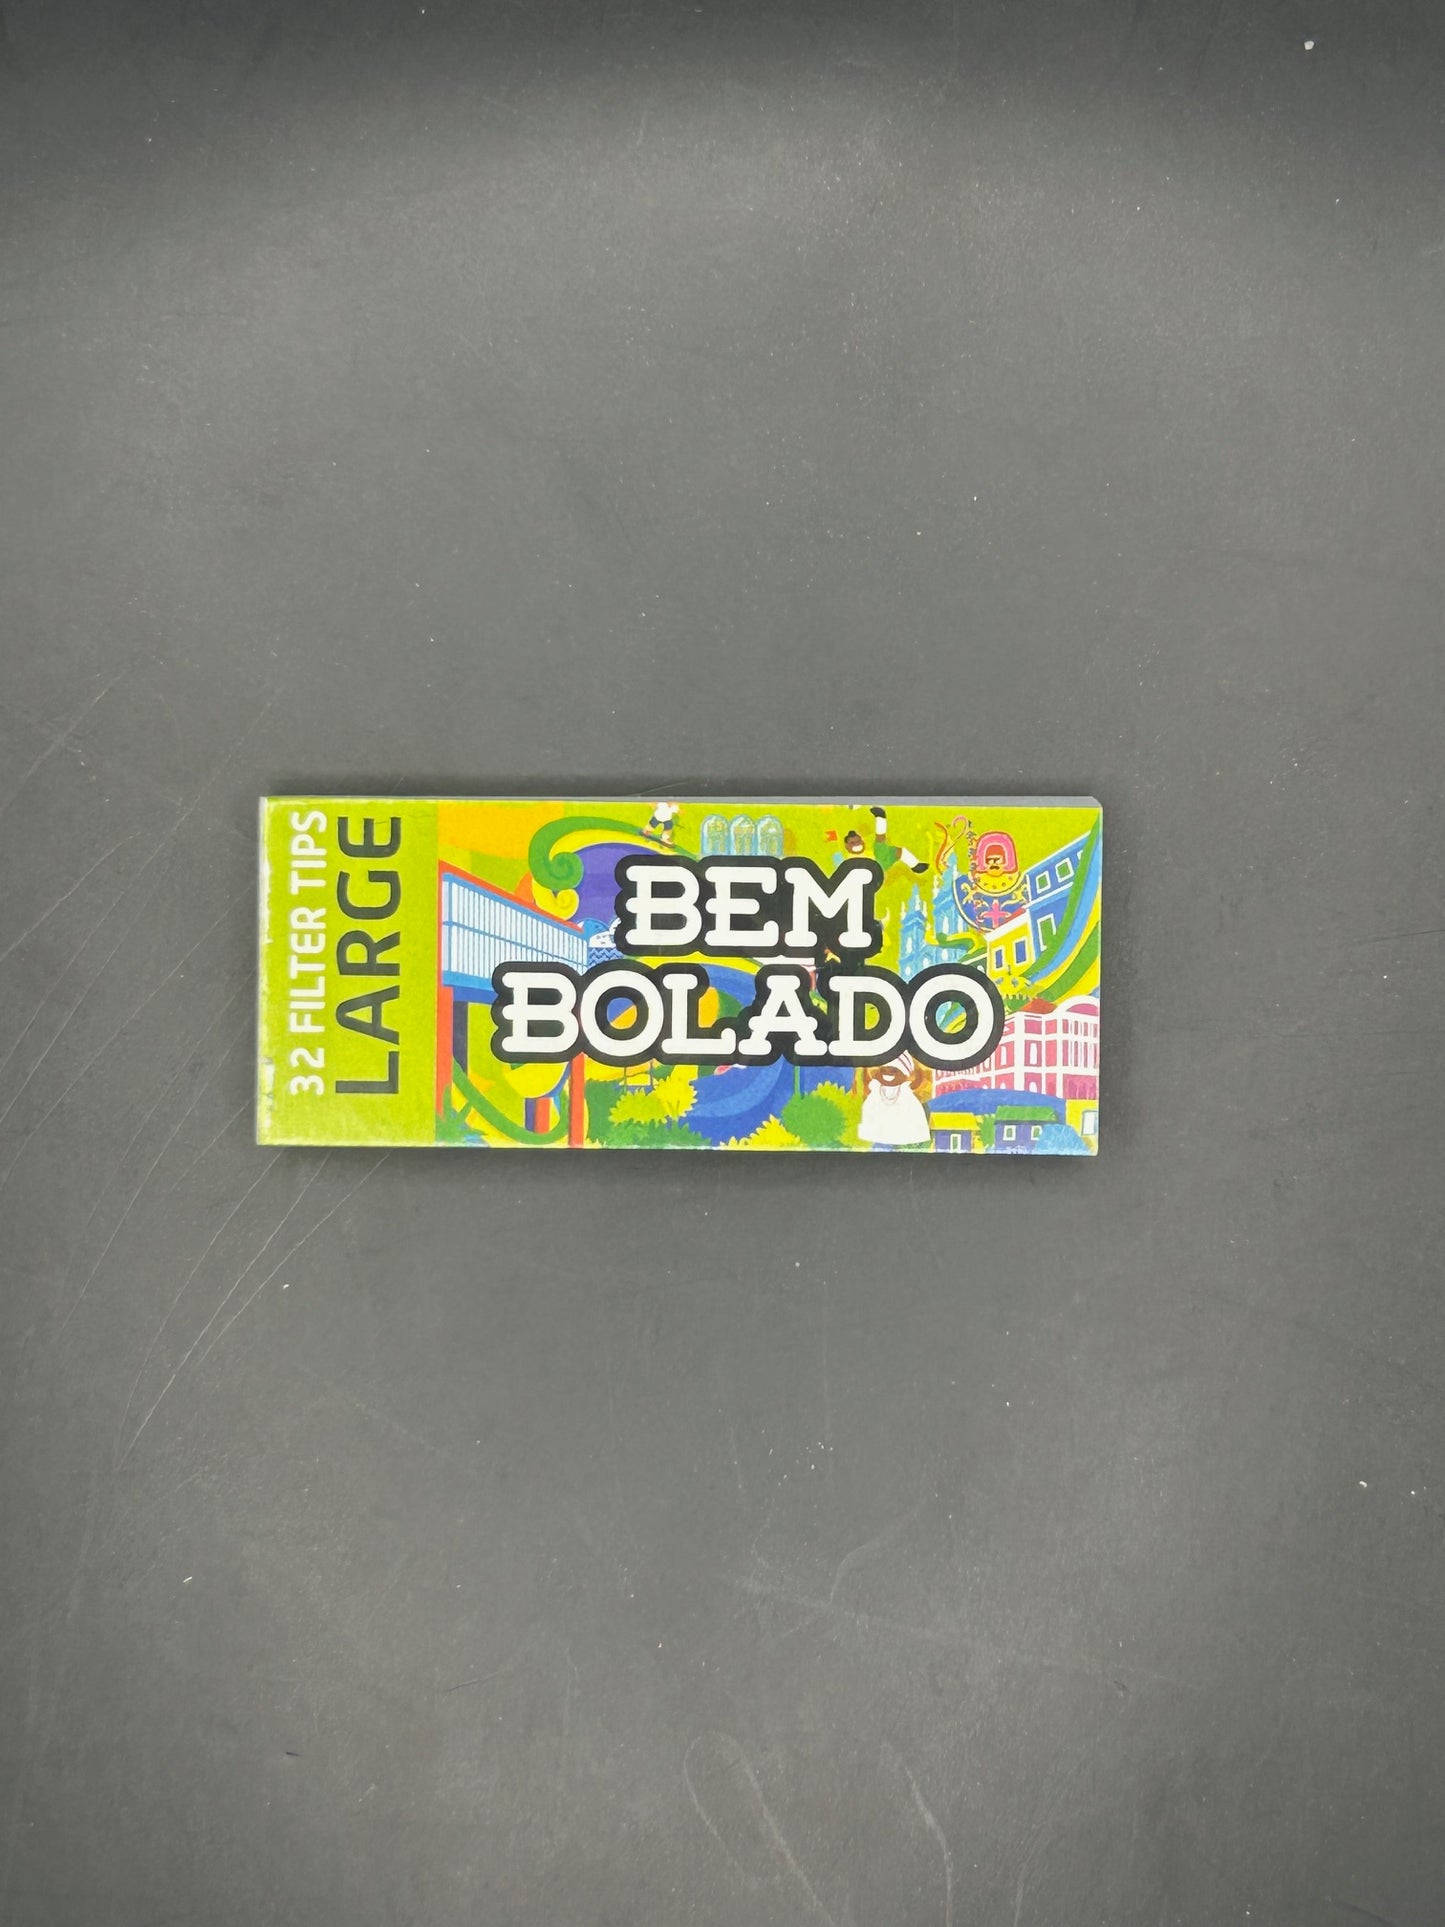 32 FILTER TIPS
LARGE
BEM
BOLADO